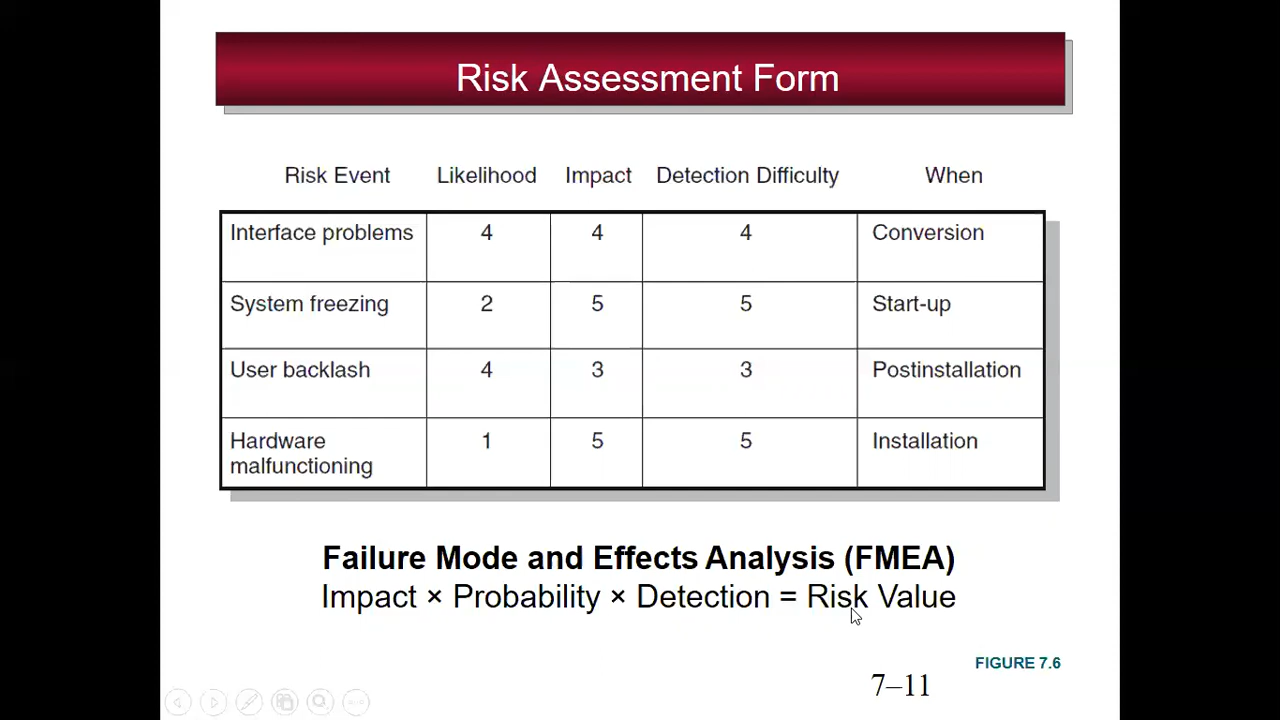 Risk Assessment Form
Risk Event Likelihood Impact Detection Difficulty When
Interface problems 4 4 4 Conversion
System freezing 2 5 5 Start-up
User backlash 4 3 3 Postinstallation
Hardware 1 5 5 Installation
malfunctioning
Failure Mode and Effects Analysis (FMEA)
Impact × Probability × Detection = Risk Value
FIGURE 7.6
7–11